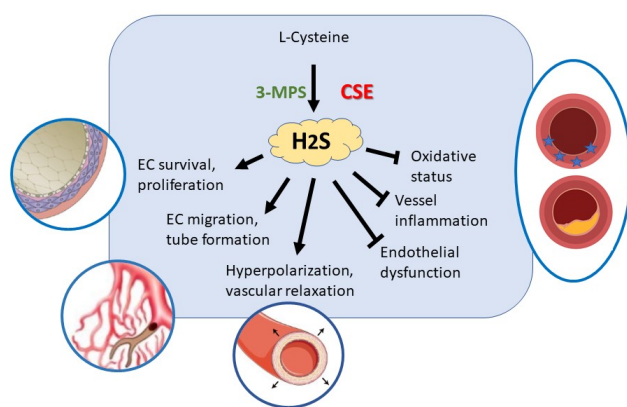 L-Cysteine
3-MPS CSE
H2S
EC survival,
proliferation
EC migration,
tube formation
Hyperpolarization,
vascular relaxation
Oxidative
status
Vessel
inflammation
Endothelial
dysfunction